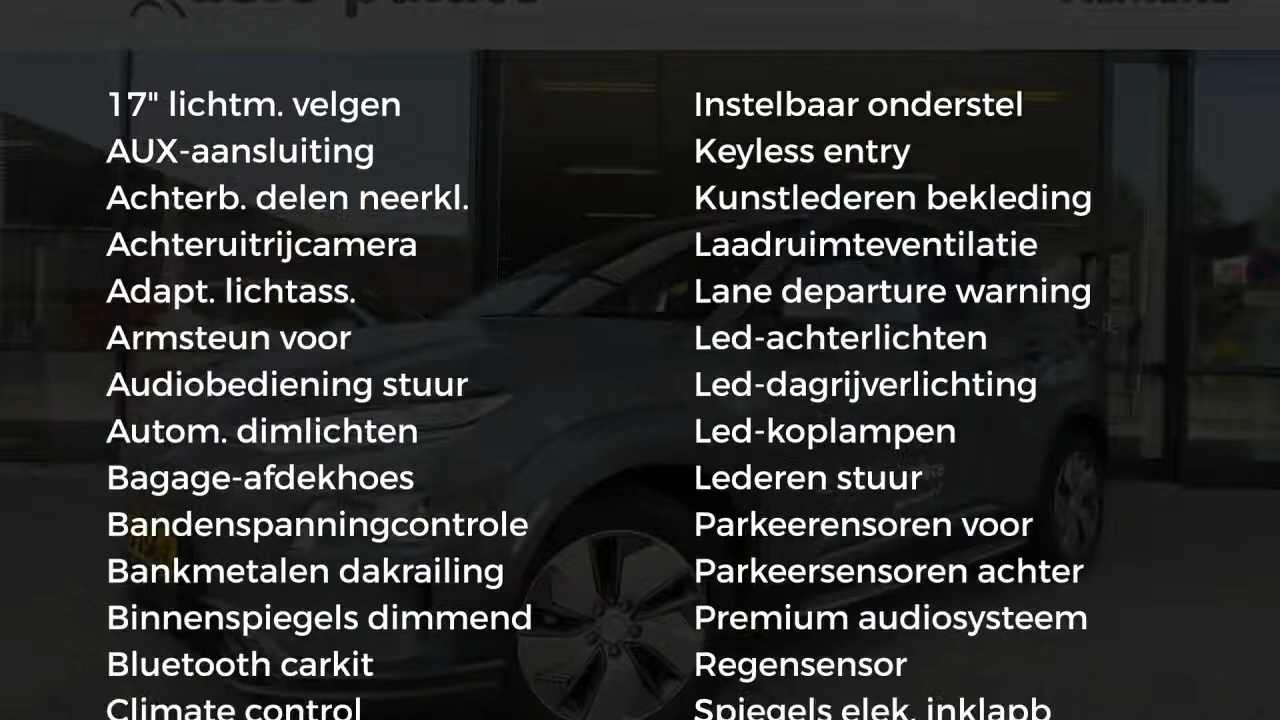 17" lichtm. velgen
AUX-aansluiting
Achterb. delen neerkl.
Achteruitrijcamera
Adapt. lichtass.
Armsteun voor
Audiobediening stuur
Autom. dimlichten
Bagage-afdekhoes
Bandenspanningcontrole
Bankmetalen dakrailing
Binnenspiegels dimmend
Bluetooth carkit
Climate control
Instelbaar onderstel
Keyless entry
Kunstlederen bekleding
Laadruimteventilatie
Lane departure warning
Led-achterlichten
Led-dagrijverlichting
Led-koplampen
Lederen stuur
Parkeerensoren voor
Parkeersensoren achter
Premium audiosysteem
Regensensor
Spiegels elek. inklapb